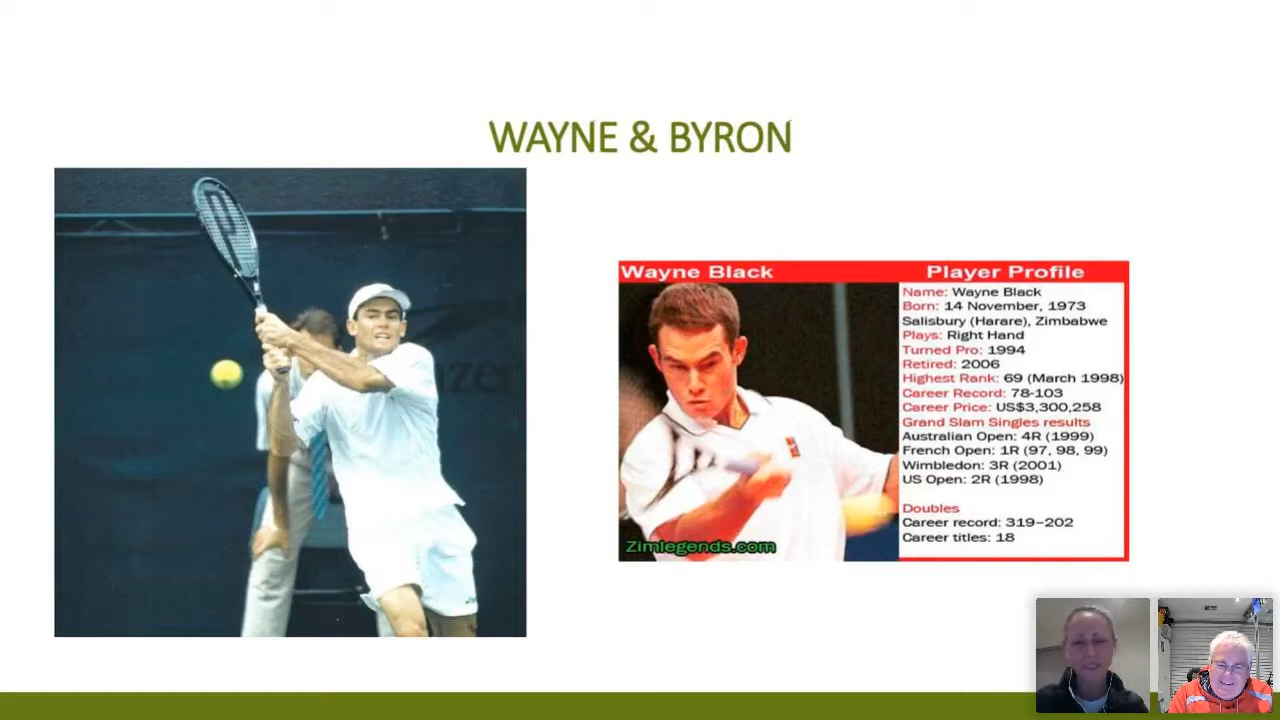 WAYNE & BYRON
Wayne Black
Player Profile
Name: Wayne Black
Born: 14 November, 1973
Salisbury (Harare), Zimbabwe
Plays: Right Hand
Turned Pro: 1994
Retired: 2006
Highest Rank: 69 (March 1998)
Career Record: 78-103
Career Price: US$3,300,258
Grand Slam Singles results
Australian Open: 4R (1999)
French Open: 1R (97, 98, 99)
Wimbledon: 3R (2001)
US Open: 2R (1998)
Doubles
Career record: 319–202
Career titles: 18
Zimlegends.com